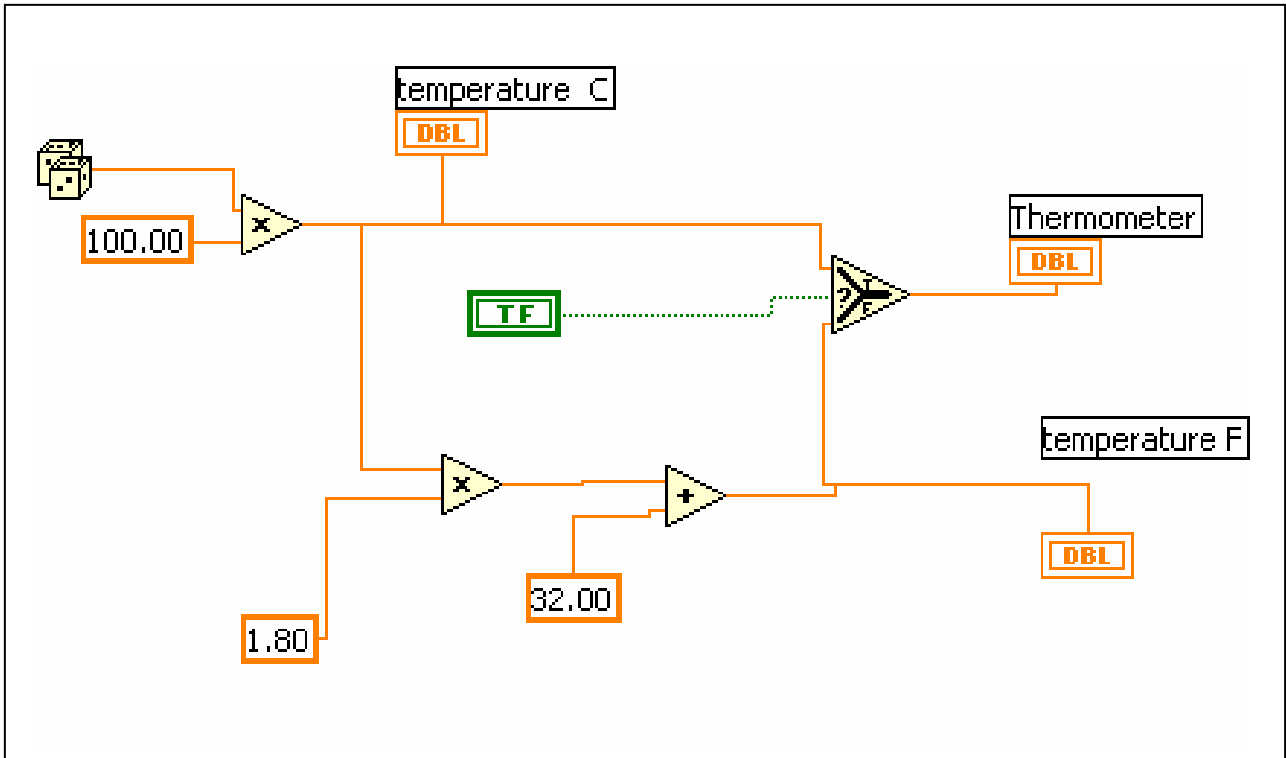 temperature C
DBL
100.00
x
Thermometer
DBL
TF
? T F
temperature F
x
+
DBL
32.00
1.80